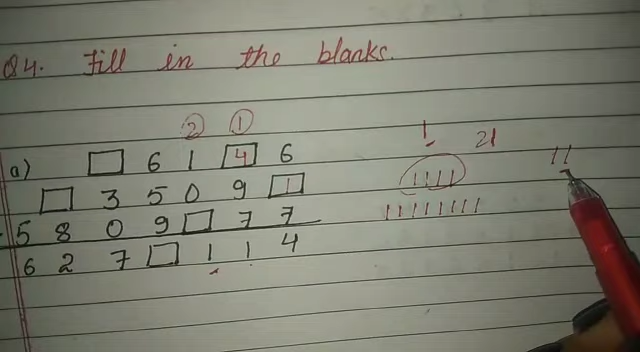 Q4. Fill in the blanks.
② ①
a) □ 6 1 4 6
□ 3 5 0 9 1
5 8 0 9 □ 7 7
6 2 7 □ 1 1 4
1 21 11
1111
11111111